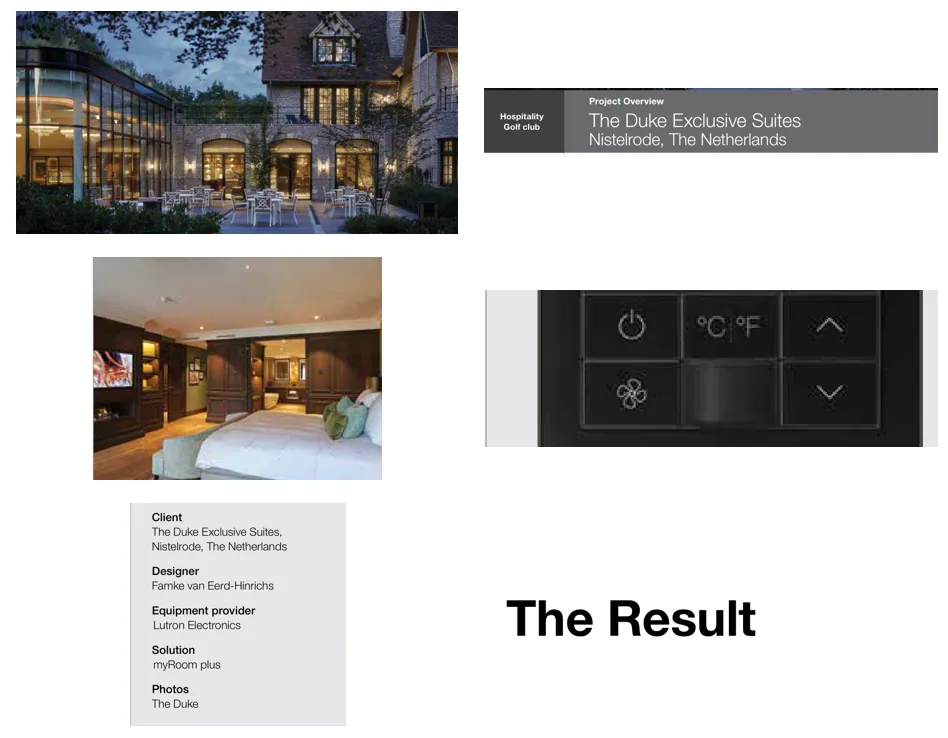 Hospitality
Golf club
Project Overview
The Duke Exclusive Suites
Nistelrode, The Netherlands
°C °F
Client
The Duke Exclusive Suites,
Nistelrode, The Netherlands
Designer
Famke van Eerd-Hinrichs
Equipment provider
Lutron Electronics
Solution
myRoom plus
Photos
The Duke
The Result